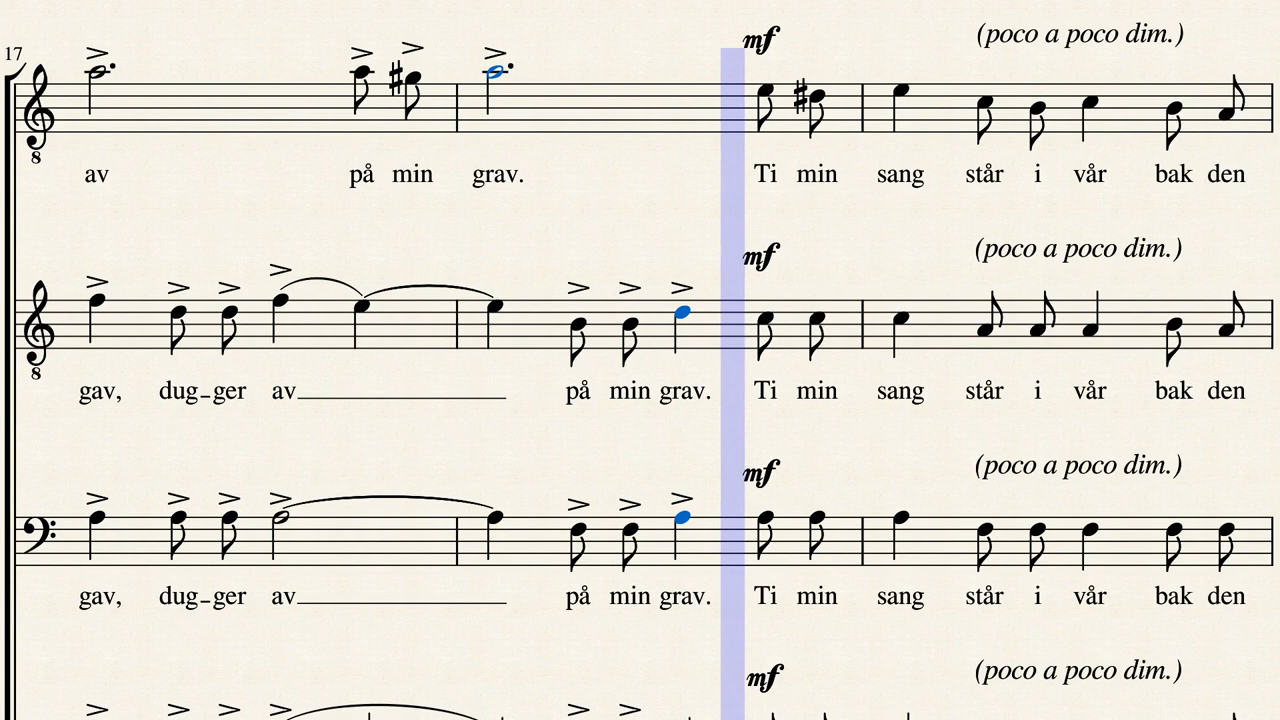 mf (poco a poco dim.)
17
8
av på min grav. Ti min sang står i vår bak den
mf (poco a poco dim.)
8
gav, dug-ger av på min grav. Ti min sang står i vår bak den
mf (poco a poco dim.)
gav, dug-ger av på min grav. Ti min sang står i vår bak den
mf (poco a poco dim.)